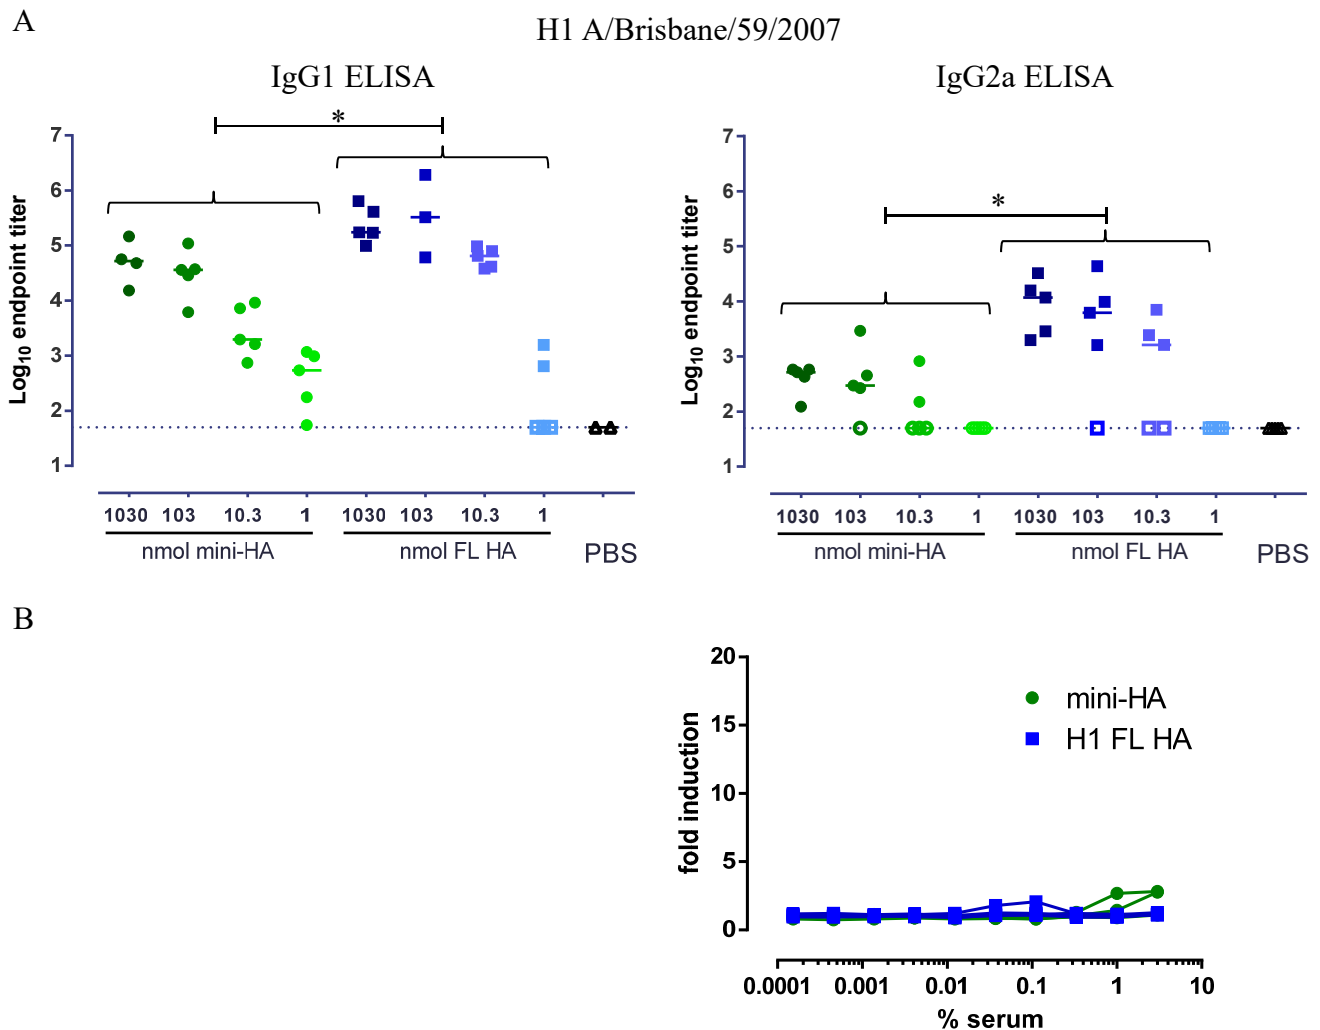 A
H1 A/Brisbane/59/2007
IgG1 ELISA
IgG2a ELISA
*
*
7
6
5
4
3
2
1
Log10 endpoint titer
1030 103 10.3 1 1030 103 10.3 1
nmol mini-HA nmol FL HA PBS
7
6
5
4
3
2
1
Log10 endpoint titer
1030 103 10.3 1 1030 103 10.3 1
nmol mini-HA nmol FL HA PBS
B
20
15
10
5
0
fold induction
mini-HA
H1 FL HA
0.0001 0.001 0.01 0.1 1 10
% serum